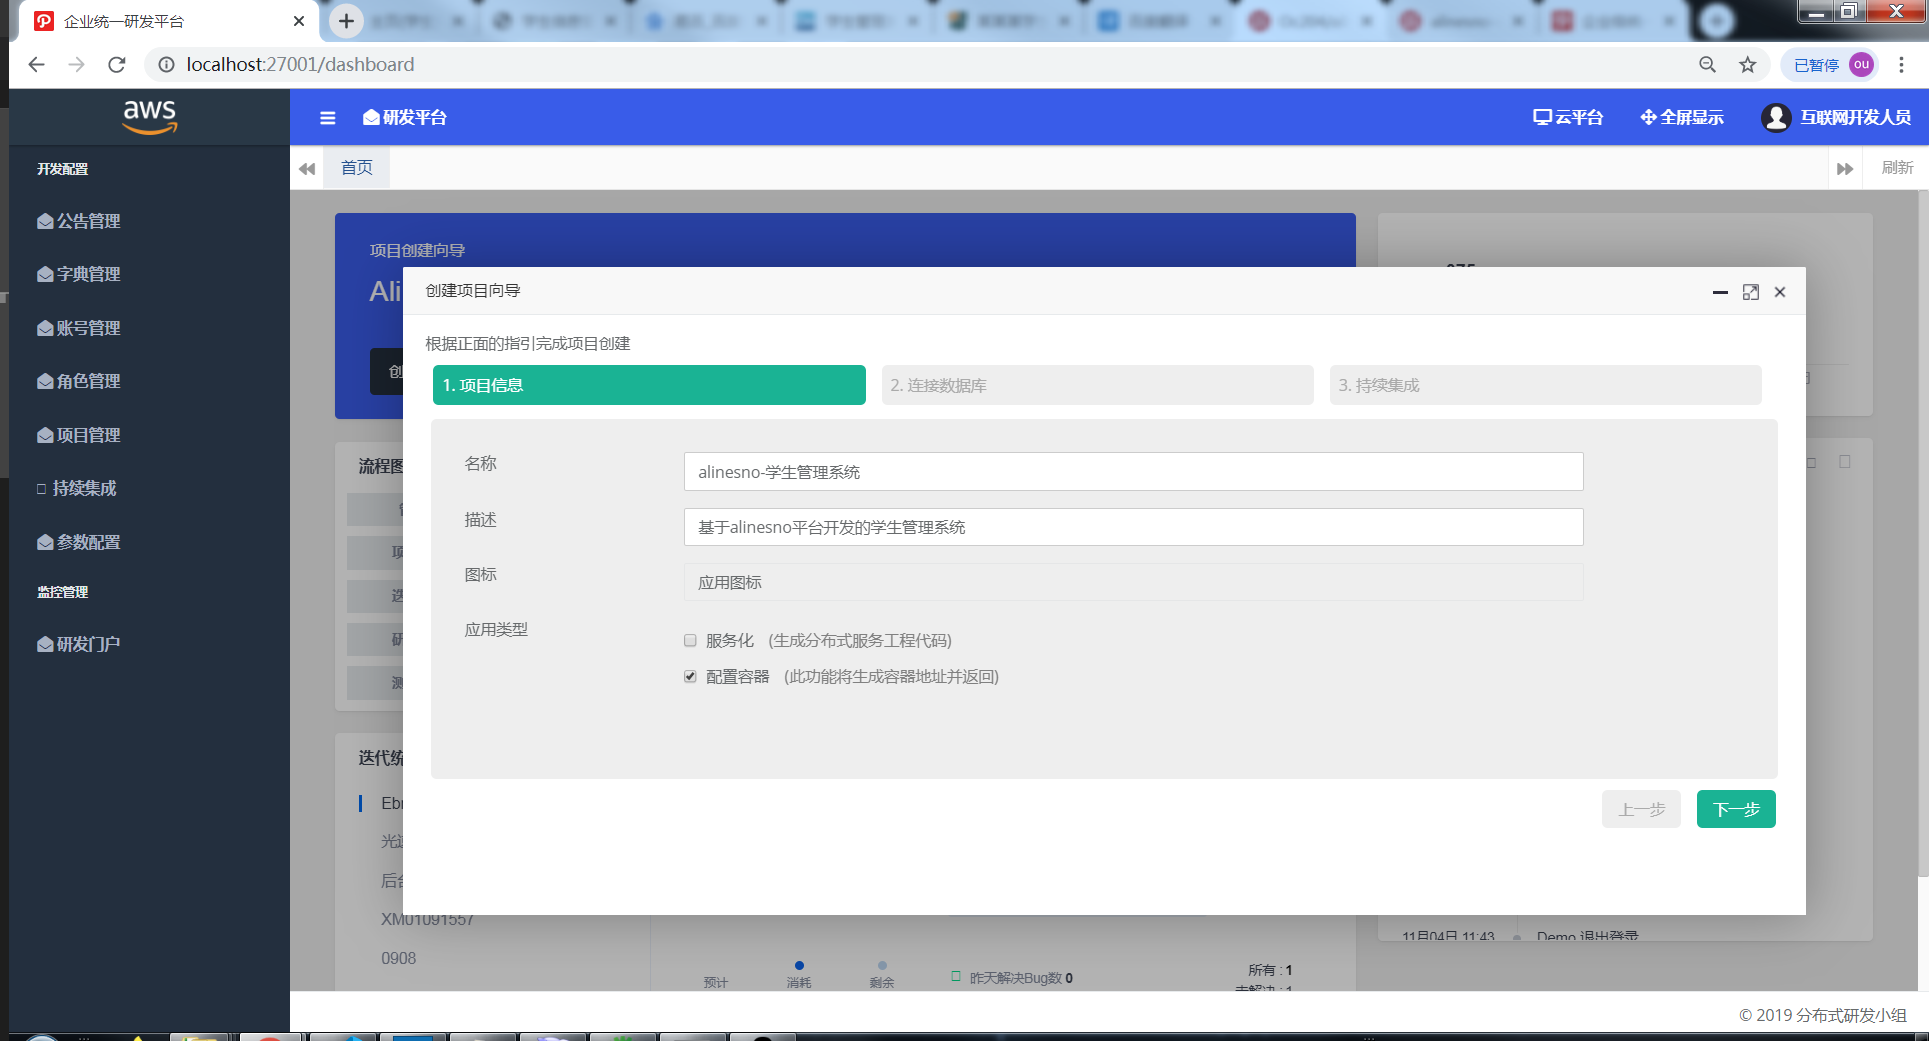 企业统一研发平台
localhost:27001/dashboard
已暂停
ou
aws
研发平台
云平台
全屏显示
互联网开发人员
开发配置
公告管理
字典管理
账号管理
角色管理
项目管理
持续集成
参数配置
监控管理
研发门户
首页
刷新
项目创建向导
Ali
创
创建项目向导
根据正面的指引完成项目创建
1. 项目信息
2. 连接数据库
3. 持续集成
名称
alinesno-学生管理系统
描述
基于alinesno平台开发的学生管理系统
图标
应用图标
应用类型
服务化 (生成分布式服务工程代码)
配置容器 (此功能将生成容器地址并返回)
上一步
下一步
流程图
迭代统
XM01091557
0908
预计
消耗
剩余
昨天解决Bug数 0
所有 : 1
未解决 : 1
11月04日 11:43
Demo 退出登录
© 2019 分布式研发小组